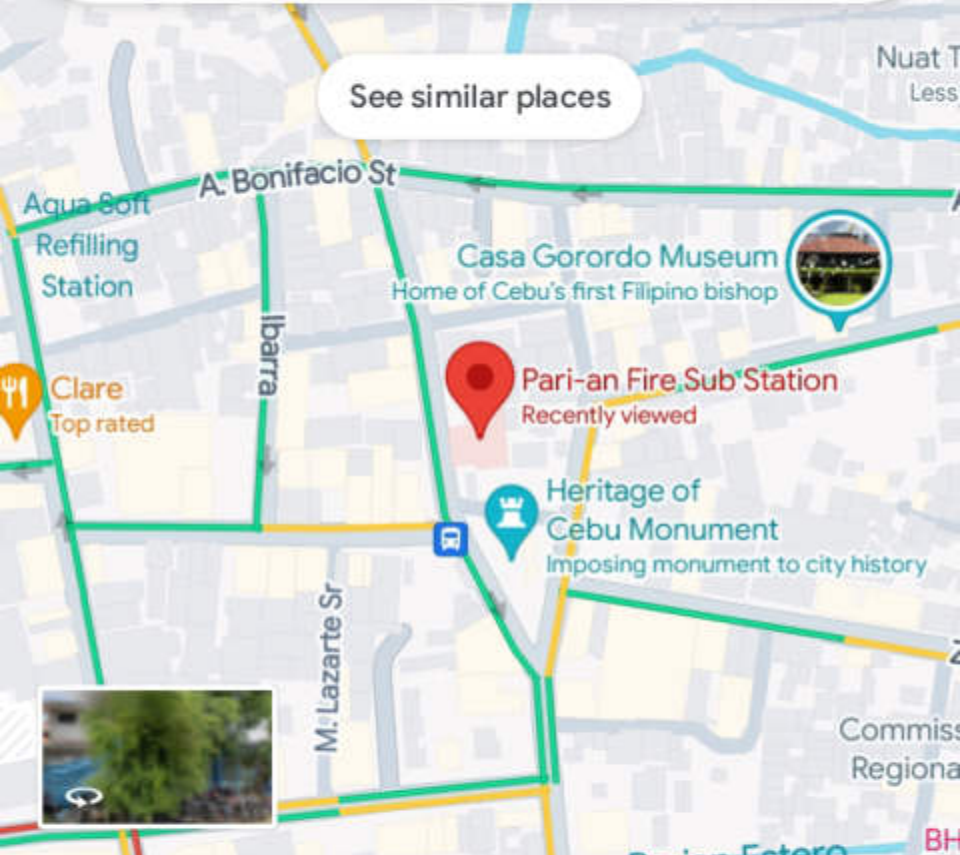 See similar places
Nuat T
Less
A. Bonifacio St
Aqua Soft
Refilling
Station
Casa Gorordo Museum
Home of Cebu's first Filipino bishop
Ibarra
Pari-an Fire Sub Station
Recently viewed
Clare
Top rated
Heritage of
Cebu Monument
Imposing monument to city history
M. Lazarte Sr
Commiss
Regiona
BH